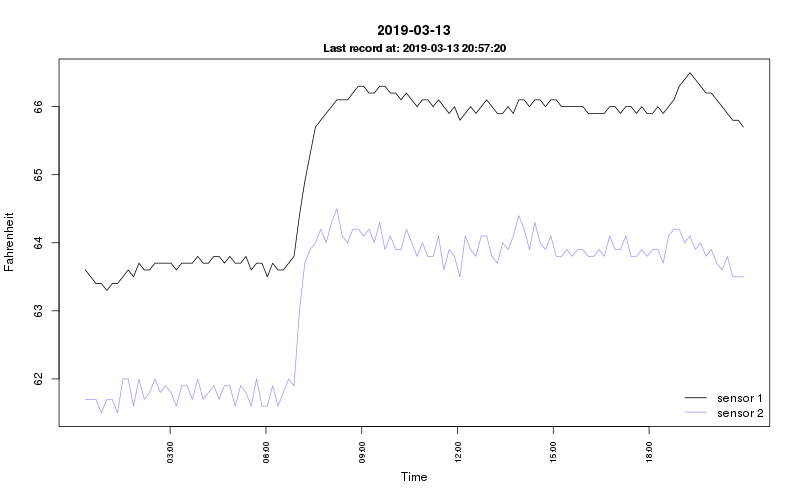 2019-03-13
Last record at: 2019-03-13 20:57:20
Fahrenheit
66
65
64
63
62
03:00
06:00
09:00
12:00
15:00
18:00
Time
sensor 1
sensor 2